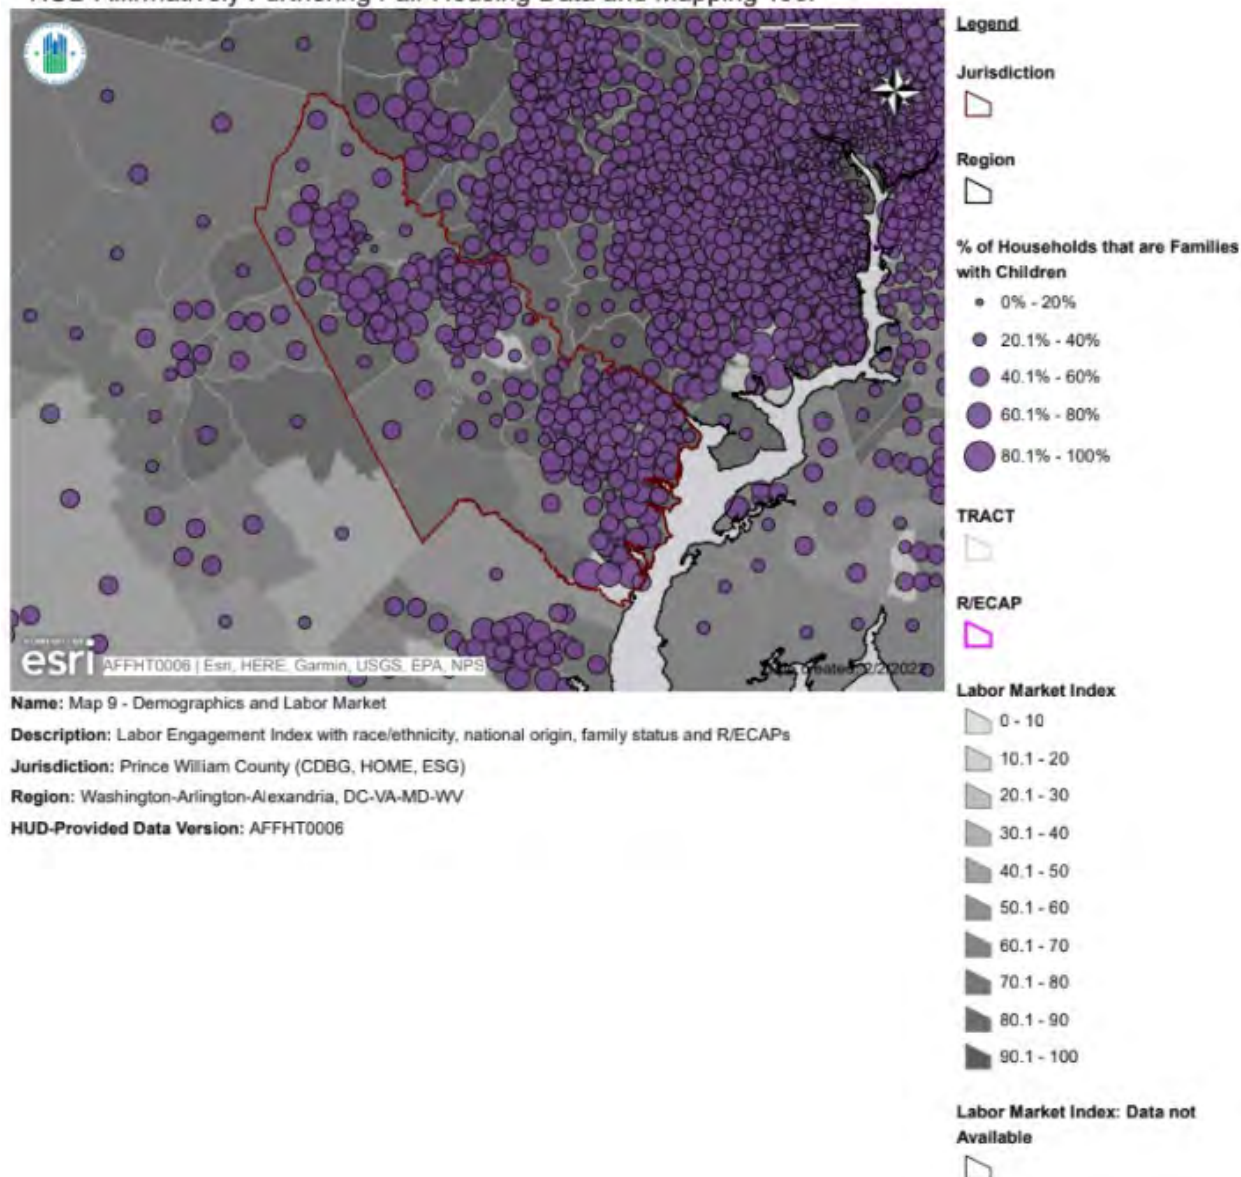 esri
AFFHT0006 | Esri, HERE, Garmin, USGS, EPA, NPS
Name: Map 9 - Demographics and Labor Market
Description: Labor Engagement Index with race/ethnicity, national origin, family status and R/ECAPs
Jurisdiction: Prince William County (CDBG, HOME, ESG)
Region: Washington-Arlington-Alexandria, DC-VA-MD-WV
HUD-Provided Data Version: AFFHT0006
Legend
Jurisdiction
Region
% of Households that are Families
with Children
0% - 20%
20.1% - 40%
40.1% - 60%
60.1% - 80%
80.1% - 100%
TRACT
R/ECAP
Labor Market Index
0 - 10
10.1 - 20
20.1 - 30
30.1 - 40
40.1 - 50
50.1 - 60
60.1 - 70
70.1 - 80
80.1 - 90
90.1 - 100
Labor Market Index: Data not
Available